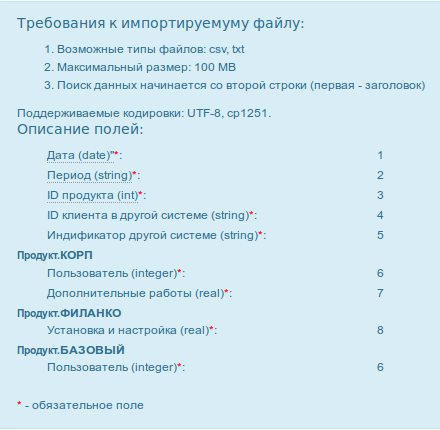 Требования к импортируемуму файлу:
1. Возможные типы файлов: csv, txt
2. Максимальный размер: 100 MB
3. Поиск данных начинается со второй строки (первая - заголовок)
Поддерживаемые кодировки: UTF-8, cp1251.
Описание полей:
Дата (date)"*: 1
Период (string)*: 2
ID продукта (int)*: 3
ID клиента в другой системе (string)*: 4
Индификатор другой системе (string)*: 5
Продукт.КОРП
Пользователь (integer)*: 6
Дополнительные работы (real)*: 7
Продукт.ФИЛАНКО
Установка и настройка (real)*: 8
Продукт.БАЗОВЫЙ
Пользователь (integer)*: 6
* - обязательное поле